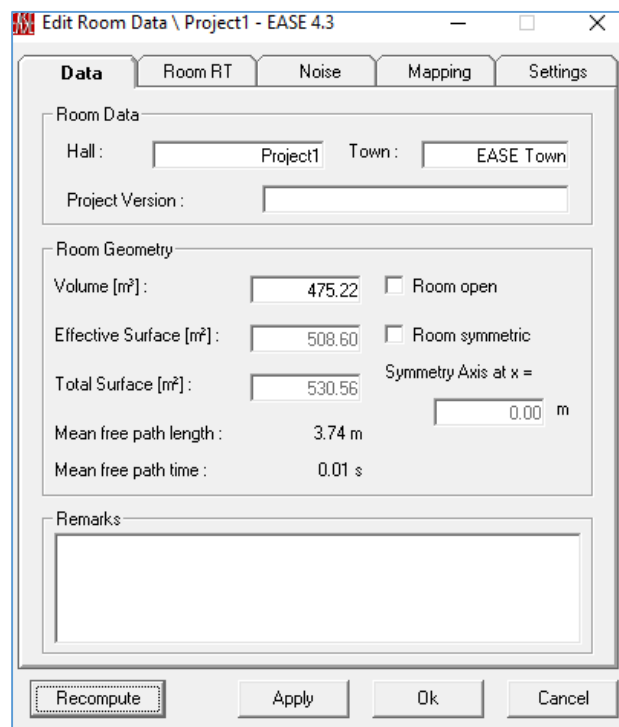 Edit Room Data \ Project1 - EASE 4.3
Data Room RT Noise Mapping Settings
Room Data
Hall : Project1 Town : EASE Town
Project Version :
Room Geometry
Volume [m³] : 475.22 Room open
Effective Surface [m²] : 508.60 Room symmetric
Total Surface [m²] : 530.56 Symmetry Axis at x =
0.00 m
Mean free path length : 3.74 m
Mean free path time : 0.01 s
Remarks
Recompute Apply Ok Cancel